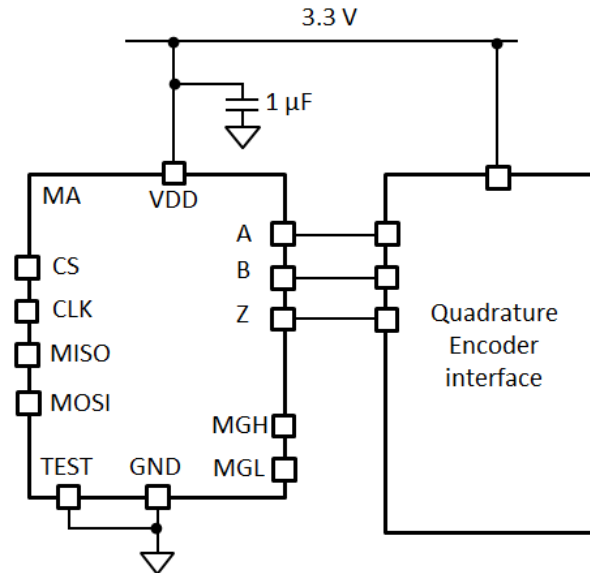 3.3 V
1 µF
MA
VDD
A
CS
B
CLK
Z
MISO
MOSI
Quadrature
Encoder
interface
MGH
TEST
GND
MGL